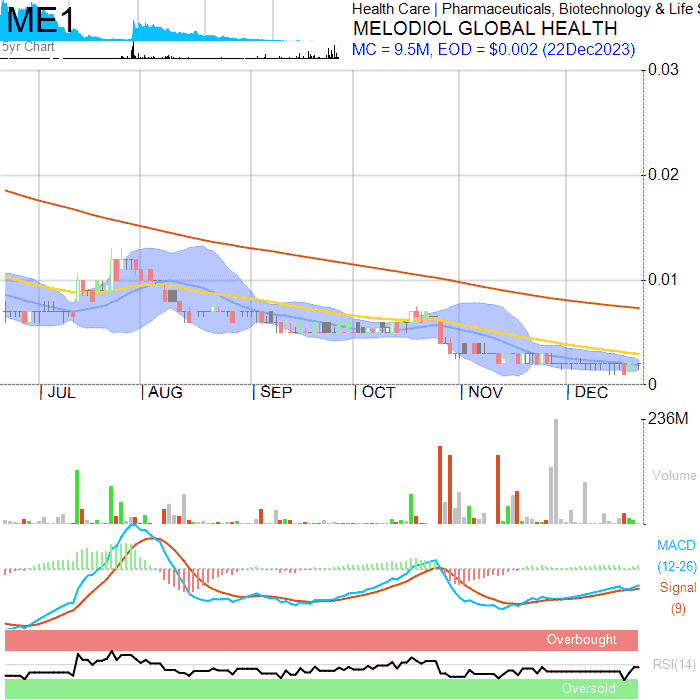 ME1
Health Care | Pharmaceuticals, Biotechnology & Life S
MELODIOL GLOBAL HEALTH
5yr Chart
MC = 9.5M, EOD = $0.002 (22Dec2023)
0.03
0.02
0.01
0
JUL AUG SEP OCT NOV DEC
236M
Volume
MACD
(12-26)
Signal
(9)
Overbought
RSI(14)
Oversold